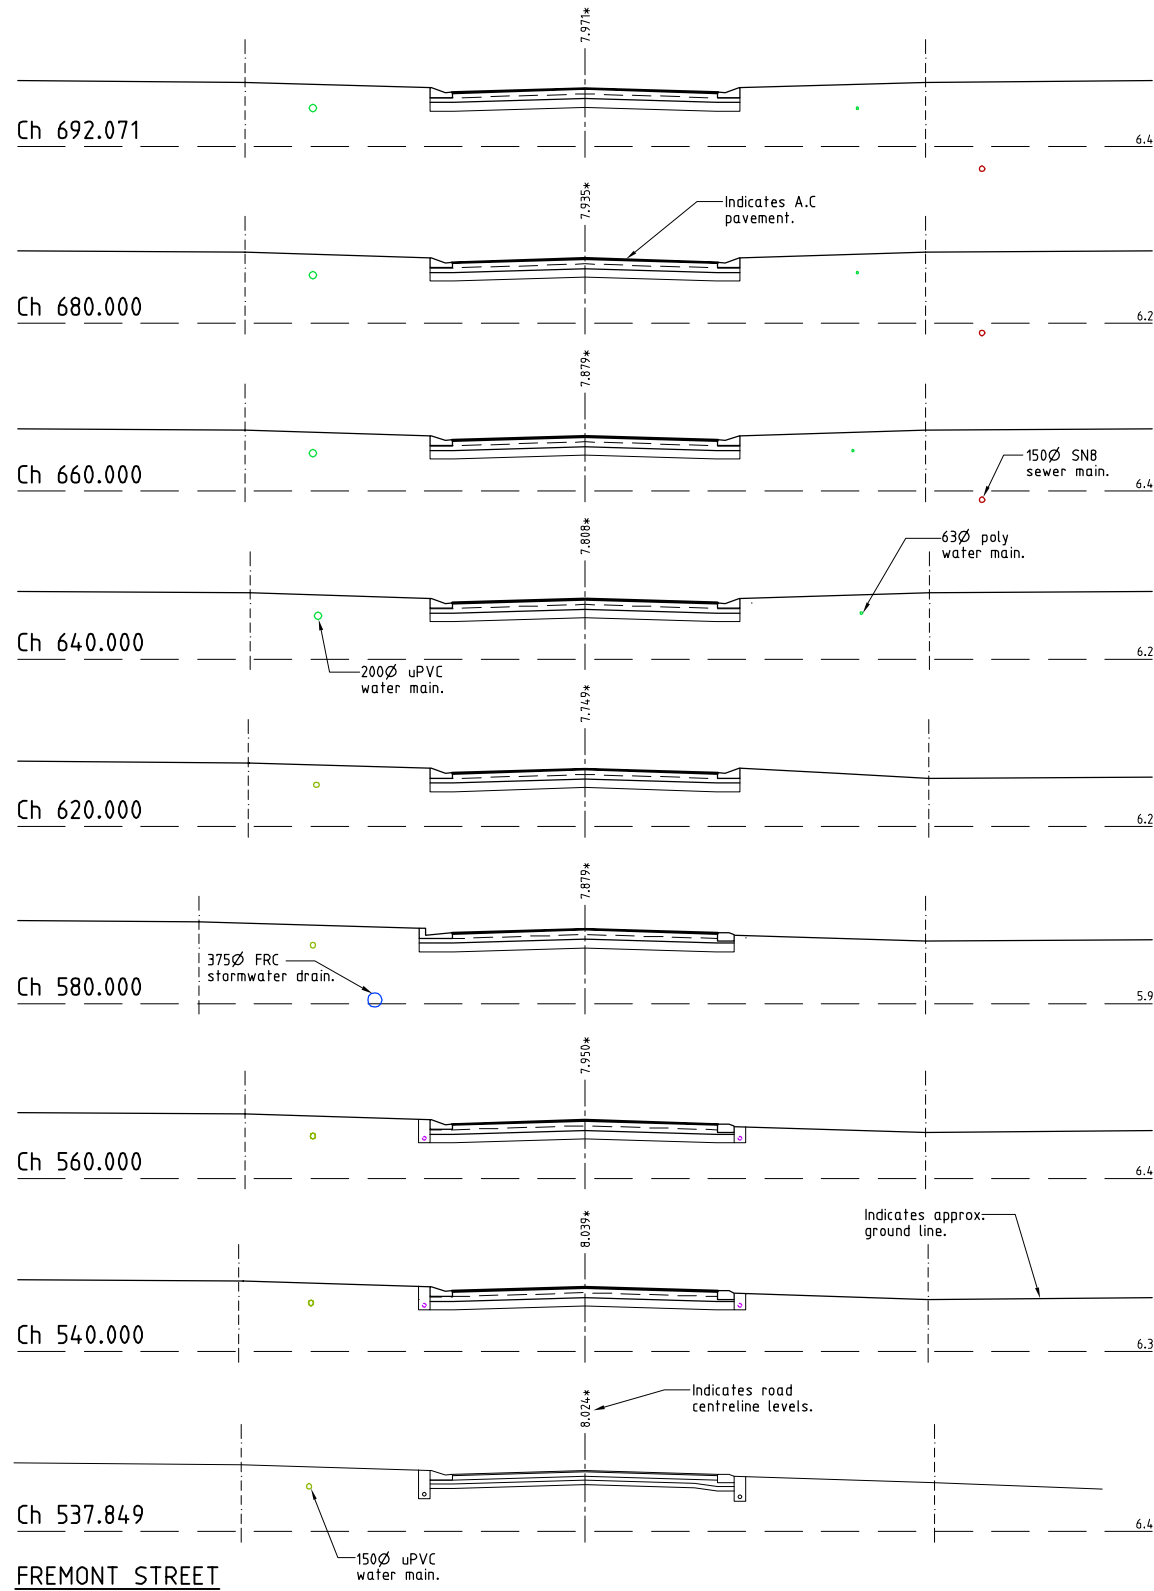 7.971*
Ch 692.071
6.4
7.935*
Indicates A.C
pavement.
Ch 680.000
6.2
7.879*
Ch 660.000
150Ø SN8
sewer main.
6.4
7.808*
63Ø poly
water main.
Ch 640.000
6.2
200Ø uPVC
water main.
7.749*
Ch 620.000
6.2
7.879*
375Ø FRC
stormwater drain.
Ch 580.000
5.9
7.950*
Ch 560.000
6.4
8.039*
Indicates approx.
ground line.
Ch 540.000
6.3
8.024*
Indicates road
centreline levels.
Ch 537.849
6.4
150Ø uPVC
water main.
FREMONT STREET